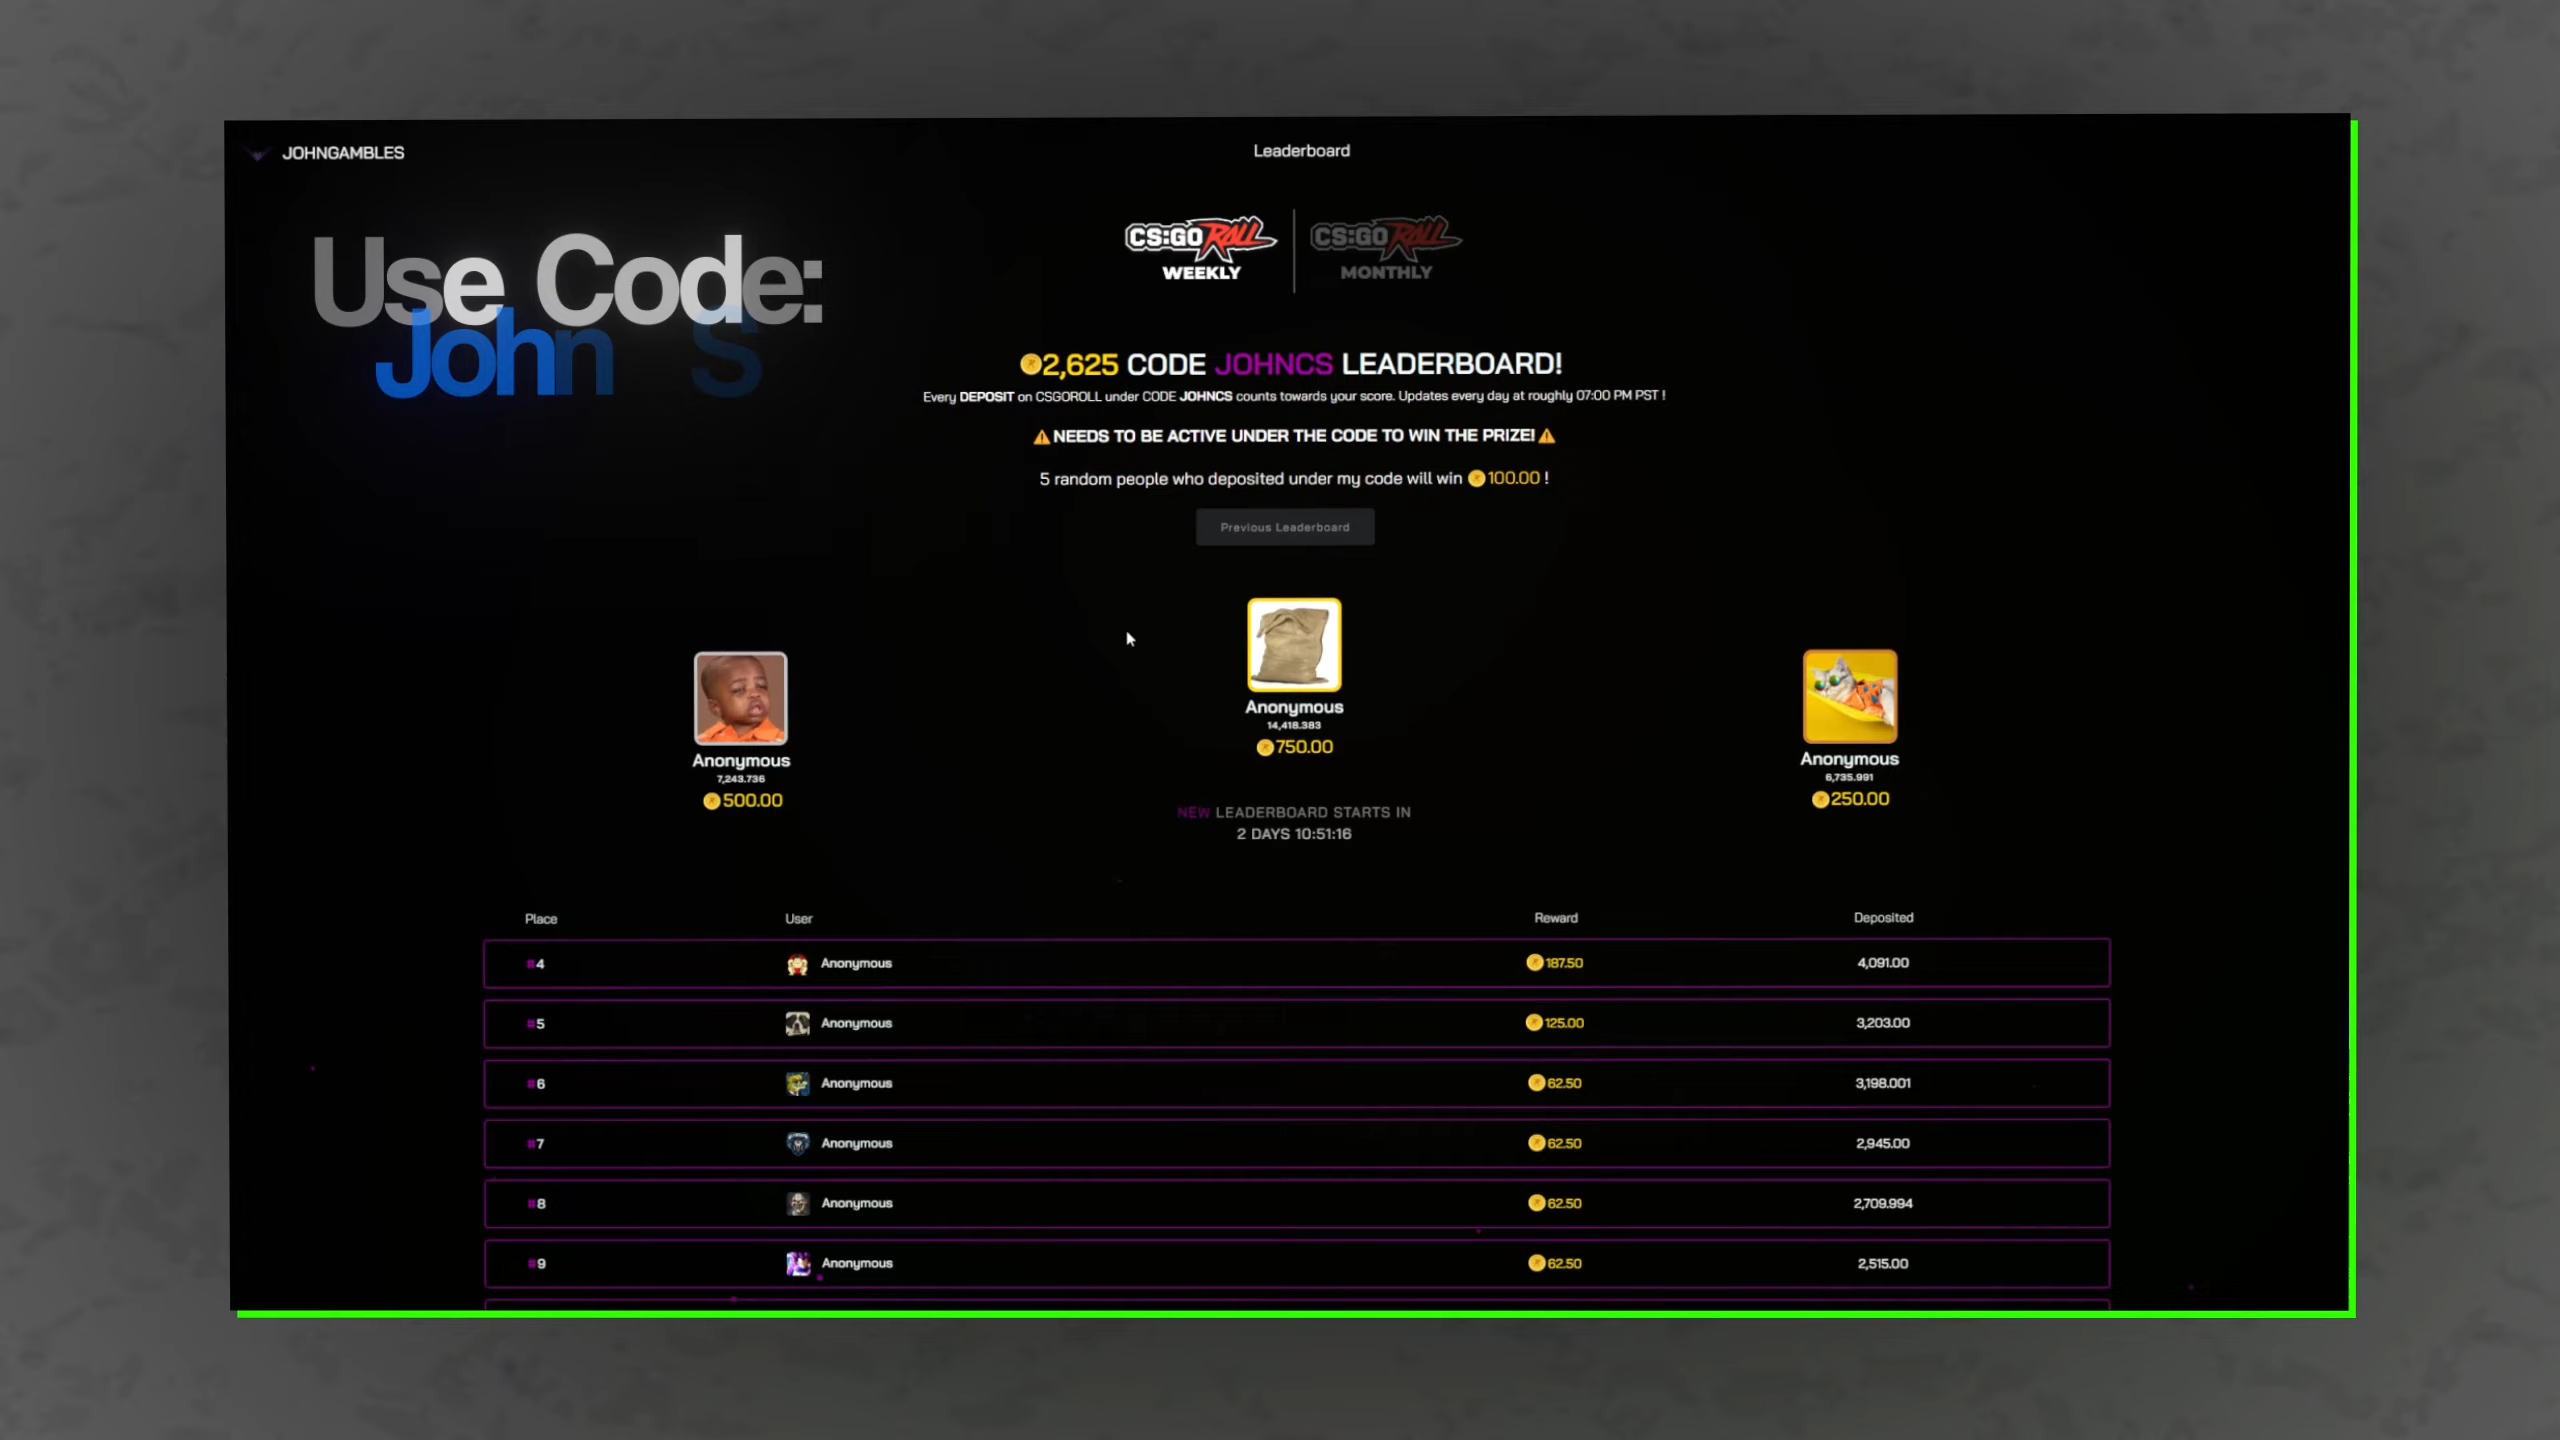 JOHNGAMBLES
Leaderboard
Use Code:
John S
CS:GO ROLL
WEEKLY
CS:GO ROLL
MONTHLY
2,625 CODE JOHNCS LEADERBOARD!
Every DEPOSIT on CSGOROLL under CODE JOHNCS counts towards your score. Updates every day at roughly 07:00 PM PST !
NEEDS TO BE ACTIVE UNDER THE CODE TO WIN THE PRIZE!
5 random people who deposited under my code will win 100.00 !
Previous Leaderboard
Anonymous
7,243.736
500.00
Anonymous
14,418.383
750.00
Anonymous
6,735.991
250.00
NEW LEADERBOARD STARTS IN
2 DAYS 10:51:16
Place User Reward Deposited
#4 Anonymous 187.50 4,091.00
#5 Anonymous 125.00 3,203.00
#6 Anonymous 62.50 3,198.001
#7 Anonymous 62.50 2,945.00
#8 Anonymous 62.50 2,709.994
#9 Anonymous 62.50 2,515.00